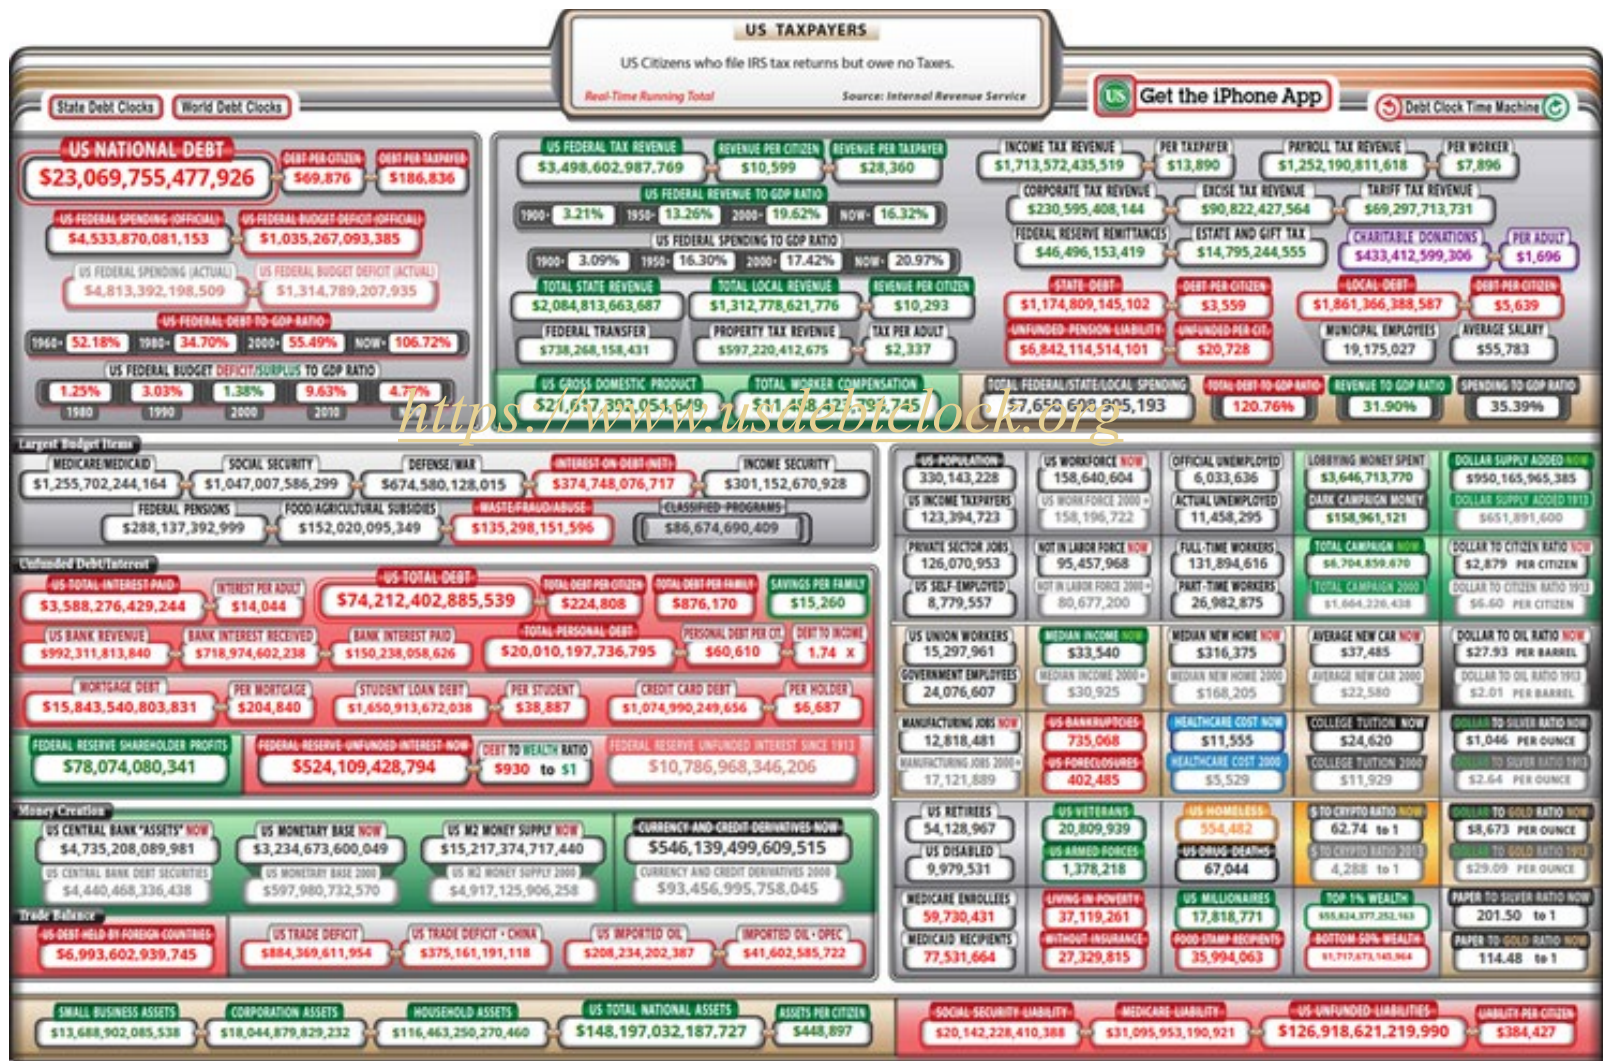 US TAXPAYERS
US Citizens who file IRS tax returns but owe no Taxes.
Real-Time Running Total Source: Internal Revenue Service
State Debt Clocks World Debt Clocks
US Get the iPhone App
Debt Clock Time Machine
US NATIONAL DEBT DEBT PER CITIZEN DEBT PER TAXPAYER
$23,069,755,477,926 $69,876 $186,836
US FEDERAL SPENDING (OFFICIAL) US FEDERAL BUDGET DEFICIT (OFFICIAL)
$4,533,870,081,153 $1,035,267,093,385
US FEDERAL SPENDING (ACTUAL) US FEDERAL BUDGET DEFICIT (ACTUAL)
$4,813,392,198,509 $1,314,789,207,935
US FEDERAL DEBT TO GDP RATIO
1960- 52.18% 1980- 34.70% 2000- 55.49% NOW- 106.72%
US FEDERAL BUDGET DEFICIT/SURPLUS TO GDP RATIO
1.25% 3.03% 1.38% 9.63%
1980 1990 2000 2010
US FEDERAL TAX REVENUE REVENUE PER CITIZEN REVENUE PER TAXPAYER
$3,498,602,987,769 $10,599 $28,360
US FEDERAL REVENUE TO GDP RATIO
1900- 3.21% 1950- 13.26% 2000- 19.62% NOW- 16.32%
US FEDERAL SPENDING TO GDP RATIO
1900- 3.09% 1950- 16.30% 2000- 17.42% NOW- 20.97%
TOTAL STATE REVENUE TOTAL LOCAL REVENUE REVENUE PER CITIZEN
$2,084,813,663,687 $1,312,778,621,776 $10,293
FEDERAL TRANSFER PROPERTY TAX REVENUE TAX PER ADULT
$738,268,158,431 $597,220,412,675 $2,337
US GROSS DOMESTIC PRODUCT TOTAL WORKER COMPENSATION
INCOME TAX REVENUE PER TAXPAYER PAYROLL TAX REVENUE PER WORKER
$1,713,572,435,519 $13,890 $1,252,190,811,618 $7,896
CORPORATE TAX REVENUE EXCISE TAX REVENUE TARIFF TAX REVENUE
$230,595,408,144 $90,822,427,564 $69,297,713,731
FEDERAL RESERVE REMITTANCES ESTATE AND GIFT TAX CHARITABLE DONATIONS PER ADULT
$46,496,153,419 $14,795,244,555 $433,412,599,306 $1,696
STATE DEBT DEBT PER CITIZEN LOCAL DEBT DEBT PER CITIZEN
$1,174,809,145,102 $3,559 $1,861,366,388,587 $5,639
UNFUNDED PENSION LIABILITY UNFUNDED PER CIT. MUNICIPAL EMPLOYEES AVERAGE SALARY
$6,842,114,514,101 $20,728 19,175,027 $55,783
TOTAL FEDERAL/STATE/LOCAL SPENDING TOTAL DEBT TO GDP RATIO REVENUE TO GDP RATIO SPENDING TO GDP RATIO
120.76% 31.90% 35.39%
https://www.usdebtclock.org
Largest Budget Items
MEDICARE/MEDICAID SOCIAL SECURITY DEFENSE/WAR INTEREST ON DEBT (NET) INCOME SECURITY
$1,255,702,244,164 $1,047,007,586,299 $674,580,128,015 $374,748,076,717 $301,152,670,928
FEDERAL PENSIONS FOOD/AGRICULTURAL SUBSIDIES WASTE/FRAUD/ABUSE CLASSIFIED PROGRAMS
$288,137,392,999 $152,020,095,349 $135,298,151,596 $86,674,690,409
Unfunded Debt/Interest
US TOTAL INTEREST PAID INTEREST PER ADULT US TOTAL DEBT TOTAL DEBT PER CITIZEN TOTAL DEBT PER FAMILY SAVINGS PER FAMILY
$3,588,276,429,244 $14,044 $74,212,402,885,539 $224,808 $876,170 $15,260
US BANK REVENUE BANK INTEREST RECEIVED BANK INTEREST PAID TOTAL PERSONAL DEBT PERSONAL DEBT PER CIT. DEBT TO INCOME
$992,311,813,840 $718,974,602,238 $150,238,058,626 $20,010,197,736,795 $60,610 1.74 X
MORTGAGE DEBT PER MORTGAGE STUDENT LOAN DEBT PER STUDENT CREDIT CARD DEBT PER HOLDER
$15,843,540,803,831 $204,840 $1,650,913,672,038 $38,887 $1,074,990,249,656 $6,687
FEDERAL RESERVE SHAREHOLDER PROFITS FEDERAL RESERVE UNFUNDED INTEREST NOW DEBT TO WEALTH RATIO FEDERAL RESERVE UNFUNDED INTEREST SINCE 1913
$78,074,080,341 $524,109,428,794 $930 to $1 $10,786,968,346,206
Money Creation
US CENTRAL BANK "ASSETS" NOW US MONETARY BASE NOW US M2 MONEY SUPPLY NOW CURRENCY AND CREDIT DERIVATIVES NOW
$4,735,208,089,981 $3,234,673,600,049 $15,217,374,717,440 $546,139,499,609,515
US CENTRAL BANK DEBT SECURITIES US MONETARY BASE 2000 US M2 MONEY SUPPLY 2000 CURRENCY AND CREDIT DERIVATIVES 2000
$4,440,468,336,438 $597,980,732,570 $4,917,125,906,258 $93,456,995,758,045
Trade Balance
US DEBT HELD BY FOREIGN COUNTRIES US TRADE DEFICIT US TRADE DEFICIT - CHINA US IMPORTED OIL IMPORTED OIL - OPEC
$6,993,602,939,745 $884,369,611,954 $375,161,191,118 $208,234,202,387 $41,602,585,722
US POPULATION US WORKFORCE NOW OFFICIAL UNEMPLOYED LOBBYING MONEY SPENT DOLLAR SUPPLY ADDED NOW
330,143,228 158,640,604 6,033,636 $3,646,713,770 $950,165,965,385
US INCOME TAXPAYERS US WORKFORCE 2000 ACTUAL UNEMPLOYED DARK CAMPAIGN MONEY DOLLAR SUPPLY ADDED 1913
123,394,723 158,196,722 11,458,295 $158,961,121 $651,891,600
PRIVATE SECTOR JOBS NOT IN LABOR FORCE NOW FULL-TIME WORKERS TOTAL CAMPAIGN NOW DOLLAR TO CITIZEN RATIO NOW
126,070,953 95,457,968 131,894,616 $6,704,859,670 $2,879 PER CITIZEN
US SELF-EMPLOYED NOT IN LABOR FORCE 2000 PART-TIME WORKERS TOTAL CAMPAIGN 2000 DOLLAR TO CITIZEN RATIO 1913
8,779,557 80,677,200 26,982,875 $1,664,226,438 $6.60 PER CITIZEN
US UNION WORKERS MEDIAN INCOME NOW MEDIAN NEW HOME NOW AVERAGE NEW CAR NOW DOLLAR TO OIL RATIO NOW
15,297,961 $33,540 $316,375 $37,485 $27.93 PER BARREL
GOVERNMENT EMPLOYEES MEDIAN INCOME 2000 MEDIAN NEW HOME 2000 AVERAGE NEW CAR 2000 DOLLAR TO OIL RATIO 1913
24,076,607 $30,925 $168,205 $22,580 $2.01 PER BARREL
MANUFACTURING JOBS NOW US BANKRUPTCIES HEALTHCARE COST NOW COLLEGE TUITION NOW DOLLAR TO SILVER RATIO NOW
12,818,481 735,068 $11,555 $24,620 $1,046 PER OUNCE
MANUFACTURING JOBS 2000 US FORECLOSURES HEALTHCARE COST 2000 COLLEGE TUITION 2000 DOLLAR TO SILVER RATIO 1913
17,121,889 402,485 $5,529 $11,929 $2.64 PER OUNCE
US RETIREES US VETERANS US HOMELESS $ TO CRYPTO RATIO NOW DOLLAR TO GOLD RATIO NOW
54,128,967 20,809,939 554,482 62.74 to 1 $8,673 PER OUNCE
US DISABLED US ARMED FORCES US DRUG DEATHS $ TO CRYPTO RATIO 2013 DOLLAR TO GOLD RATIO 1913
9,979,531 1,378,218 67,044 4,288 to 1 $29.09 PER OUNCE
MEDICARE ENROLLEES LIVING IN POVERTY US MILLIONAIRES TOP 1% WEALTH PAPER TO SILVER RATIO NOW
59,730,431 37,119,261 17,818,771 $55,824,377,252,163 201.50 to 1
MEDICAID RECIPIENTS WITHOUT INSURANCE FOOD STAMP RECIPIENTS BOTTOM 50% WEALTH PAPER TO GOLD RATIO NOW
77,531,664 27,329,815 35,994,063 114.48 to 1
SMALL BUSINESS ASSETS CORPORATION ASSETS HOUSEHOLD ASSETS US TOTAL NATIONAL ASSETS ASSETS PER CITIZEN
$13,688,902,085,538 $18,044,879,829,232 $116,463,250,270,460 $148,197,032,187,727 $448,897
SOCIAL SECURITY LIABILITY MEDICARE LIABILITY US UNFUNDED LIABILITIES LIABILITY PER CITIZEN
$20,142,228,410,388 $31,095,953,190,921 $126,918,621,219,990 $384,427